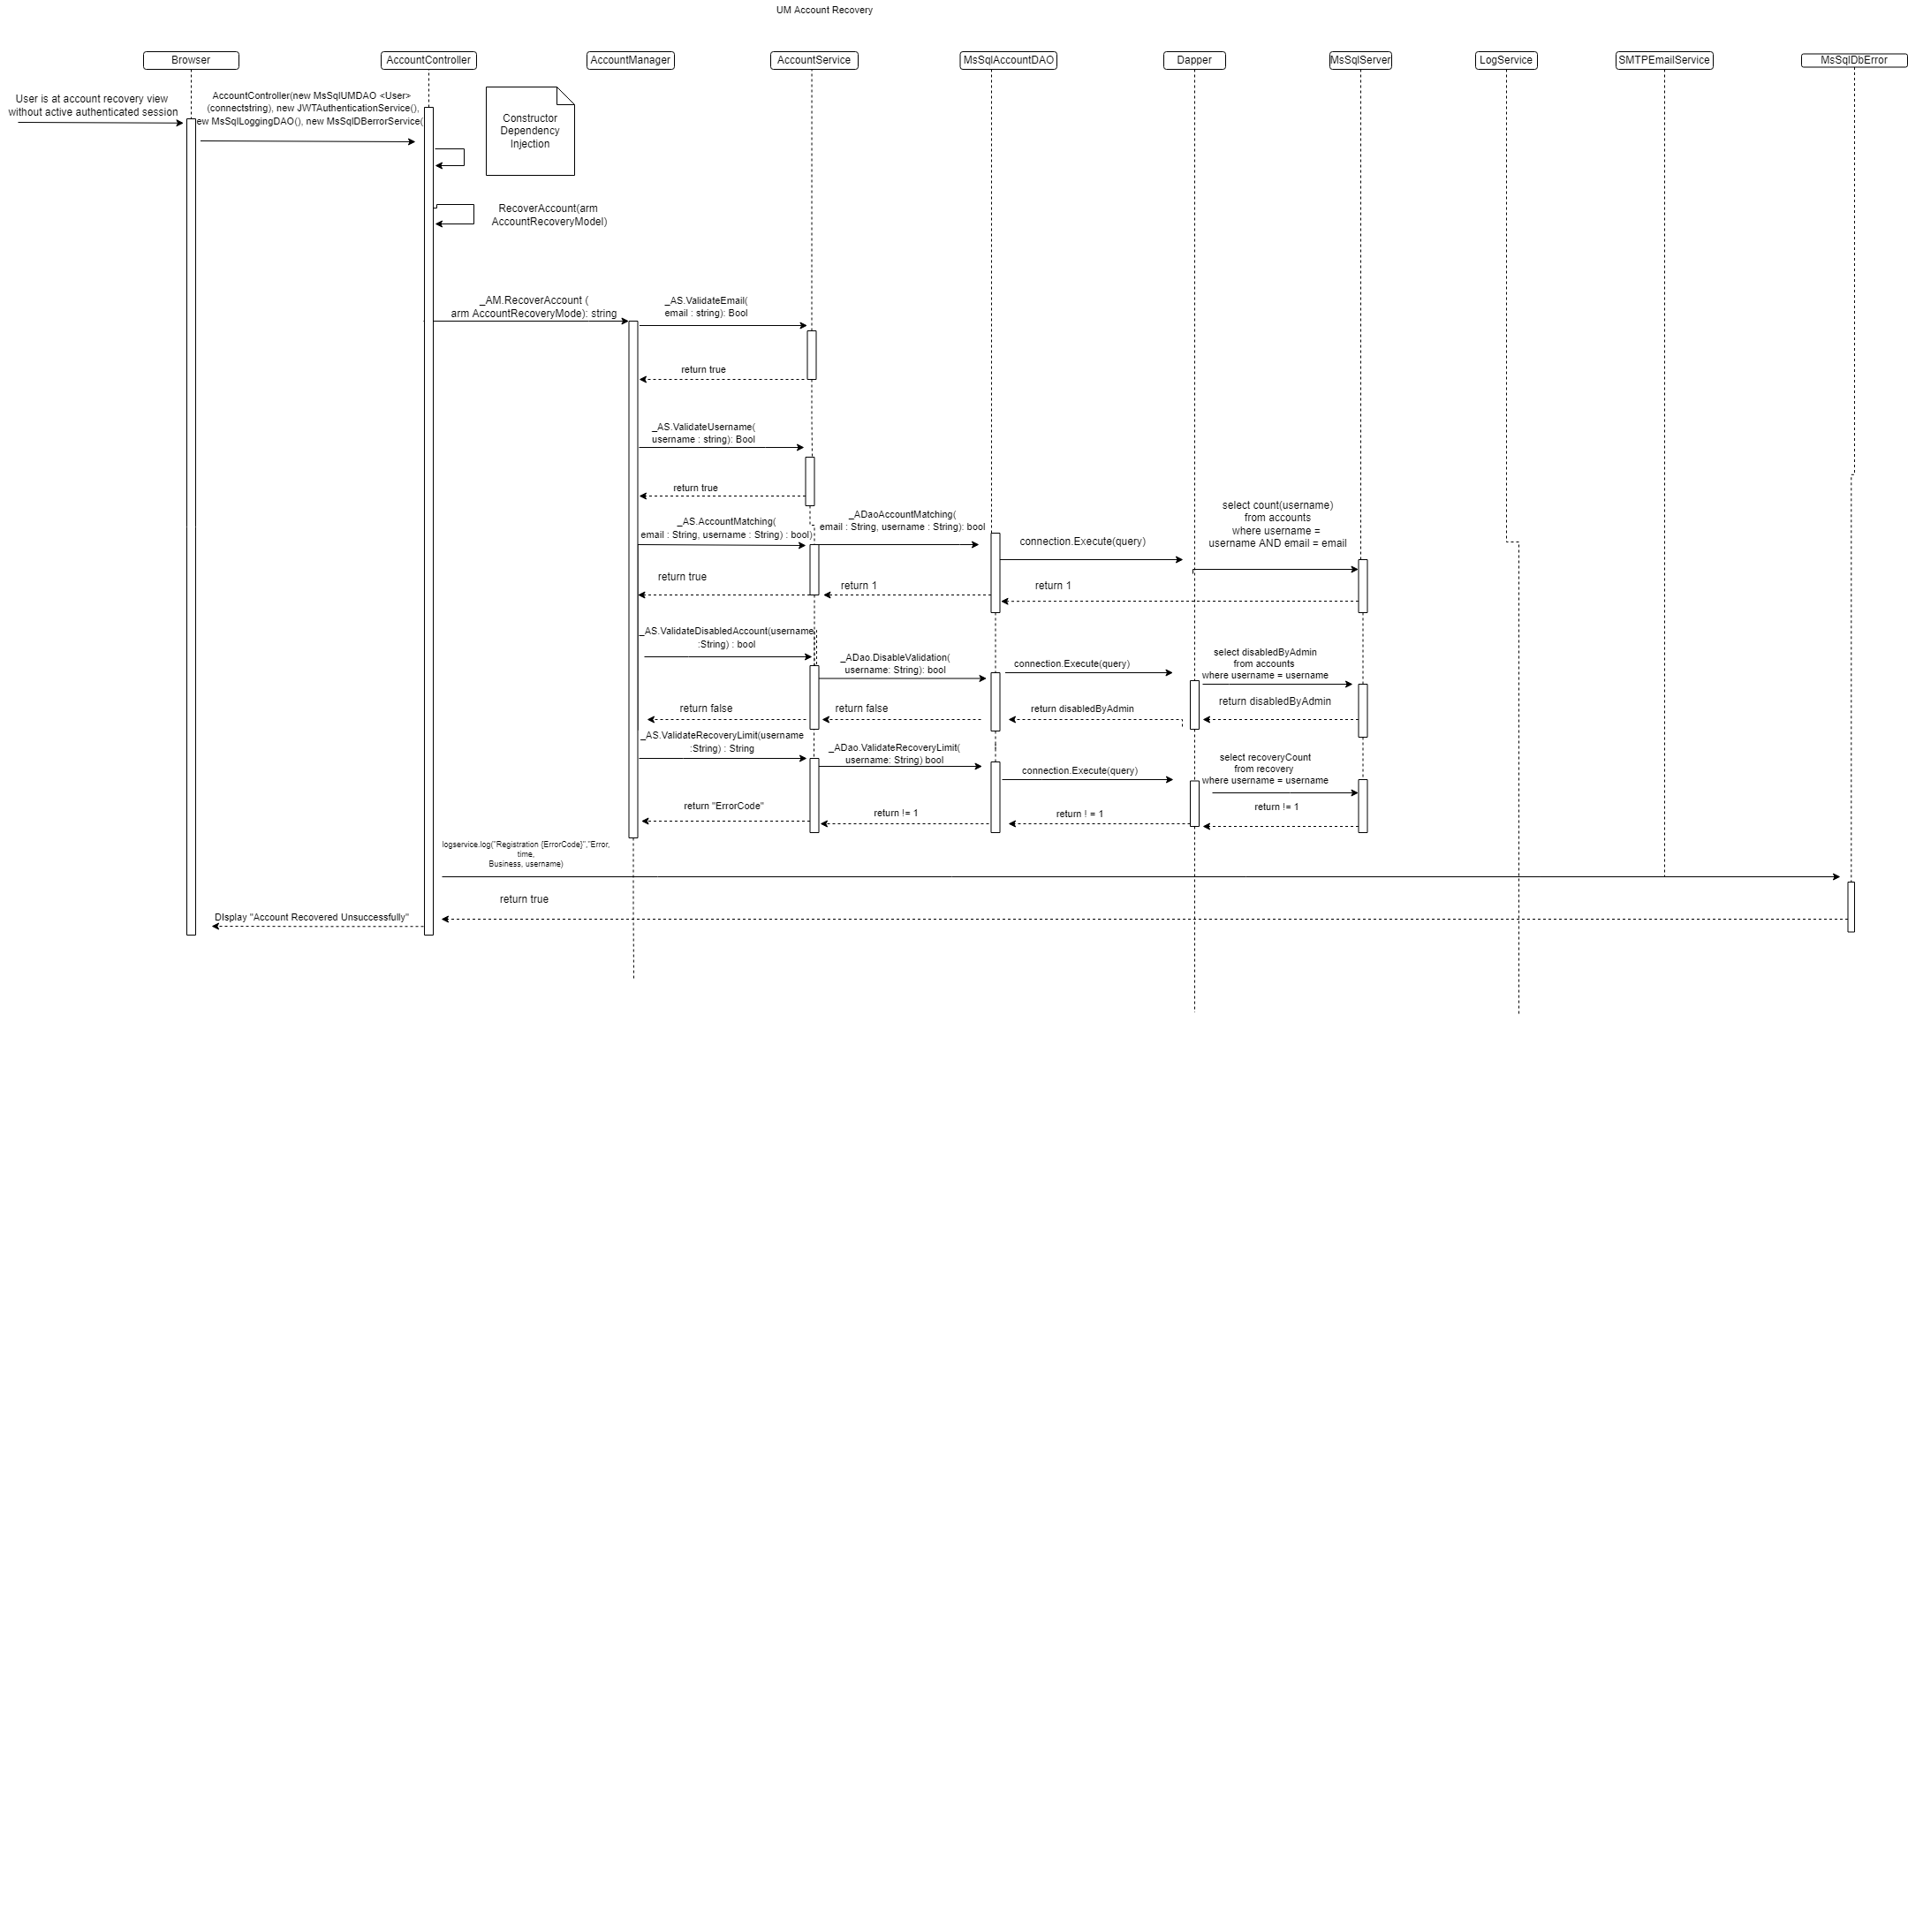 UM Account Recovery
Browser
AccountController
AccountManager
AccountService
MsSqlAccountDAO
Dapper
MsSqlServer
LogService
SMTPEmailService
MsSqlDbError
User is at account recovery view
without active authenticated session
AccountController(new MsSqlUMDAO <User>
(connectstring), new JWTAuthenticationService(),
ew MsSqlLoggingDAO(), new MsSqlDBerrorService(
Constructor
Dependency
Injection
RecoverAccount(arm
AccountRecoveryModel)
_AM.RecoverAccount (
arm AccountRecoveryMode): string
_AS.ValidateEmail(
email : string): Bool
return true
_AS.ValidateUsername(
username : string): Bool
return true
_AS.AccountMatching(
email : String, username : String) : bool)
_ADaoAccountMatching(
email : String, username : String): bool
connection.Execute(query)
select count(username)
from accounts
where username =
username AND email = email
return true
return 1
return 1
_AS.ValidateDisabledAccount(username
:String) : bool
_ADao.DisableValidation(
username: String): bool
connection.Execute(query)
select disabledByAdmin
from accounts
where username = username
return false
return false
return disabledByAdmin
return disabledByAdmin
_AS.ValidateRecoveryLimit(username
:String) : String
_ADao.ValidateRecoveryLimit(
username: String) bool
connection.Execute(query)
select recoveryCount
from recovery
where username = username
return "ErrorCode"
return != 1
return ! = 1
return != 1
logservice.log("Registration {ErrorCode}","Error,
time,
Business, username)
return true
DIsplay "Account Recovered Unsuccessfully"